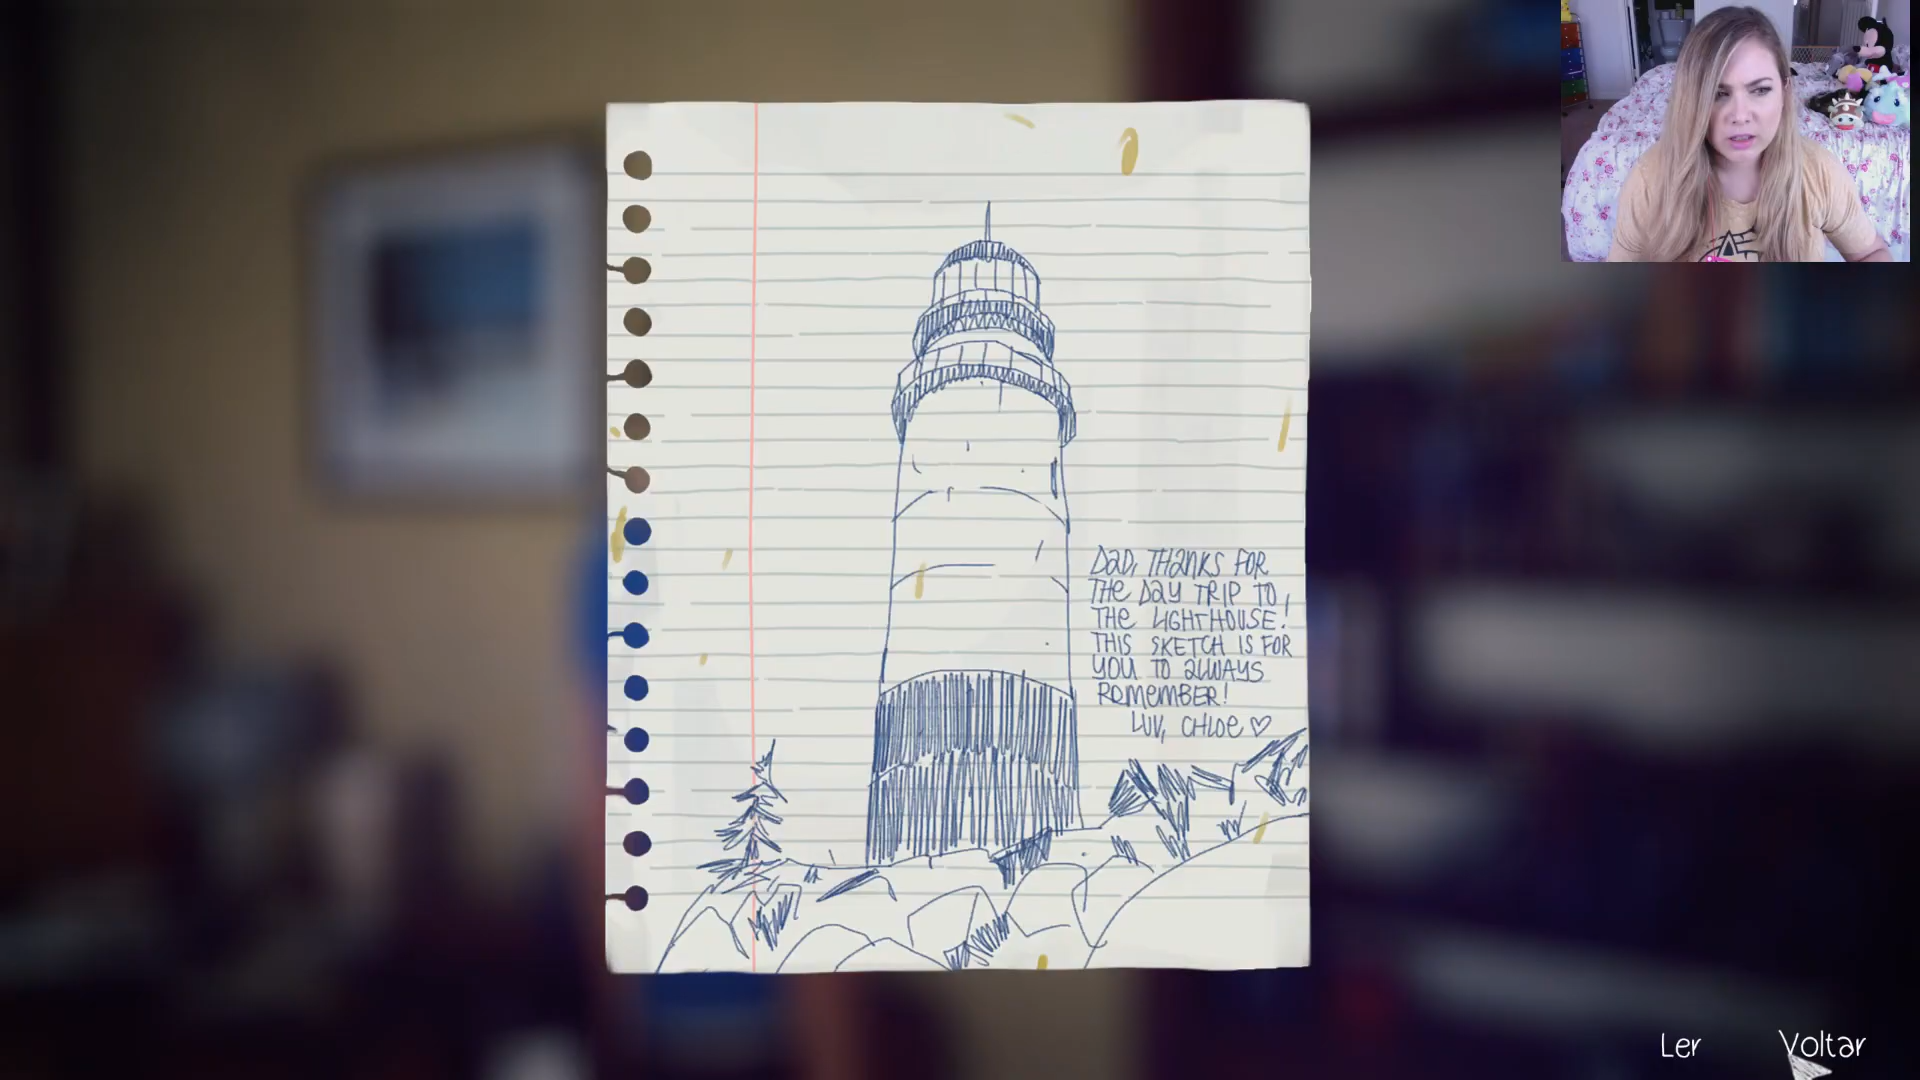 DAD, THANKS FOR
THE DAY TRIP TO
THE LIGHTHOUSE!
THIS SKETCH IS FOR
YOU TO ALWAYS
REMEMBER!
LUV, CHLOE ♡
Ler
Voltar